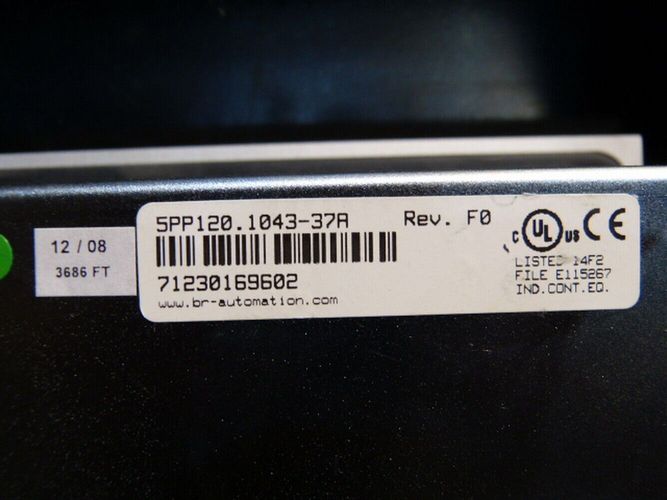 5PP120.1043-37A Rev. F0
71230169602
www.br-automation.com
C UL US CE
LISTED 14F2
FILE E115267
IND.CONT.EQ.
12 / 08
3686 FT